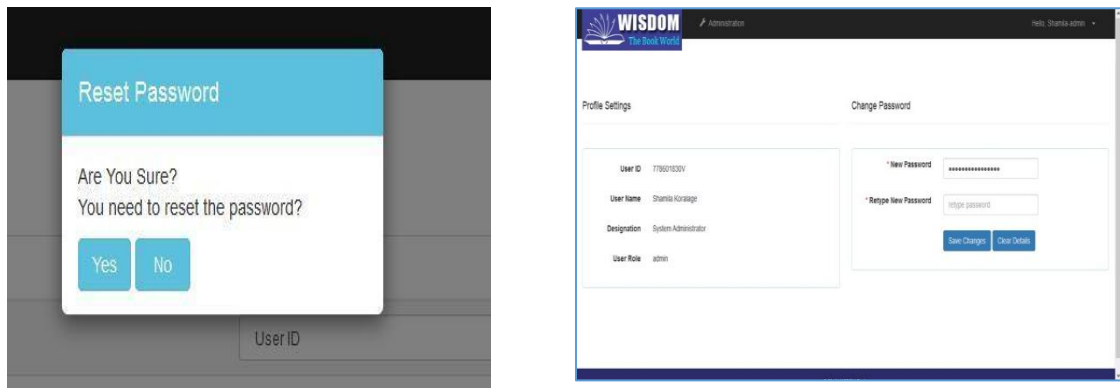 Reset Password
Are You Sure?
You need to reset the password?
Yes No
User ID
WISDOM
The Book World
Administration
Hello, Shamila-admin
Profile Settings
Change Password
User ID 778601830V
User Name Shamila Koralage
Designation System Administrator
User Role admin
* New Password ****************
* Retype New Password retype password
Save Changes Clear Details